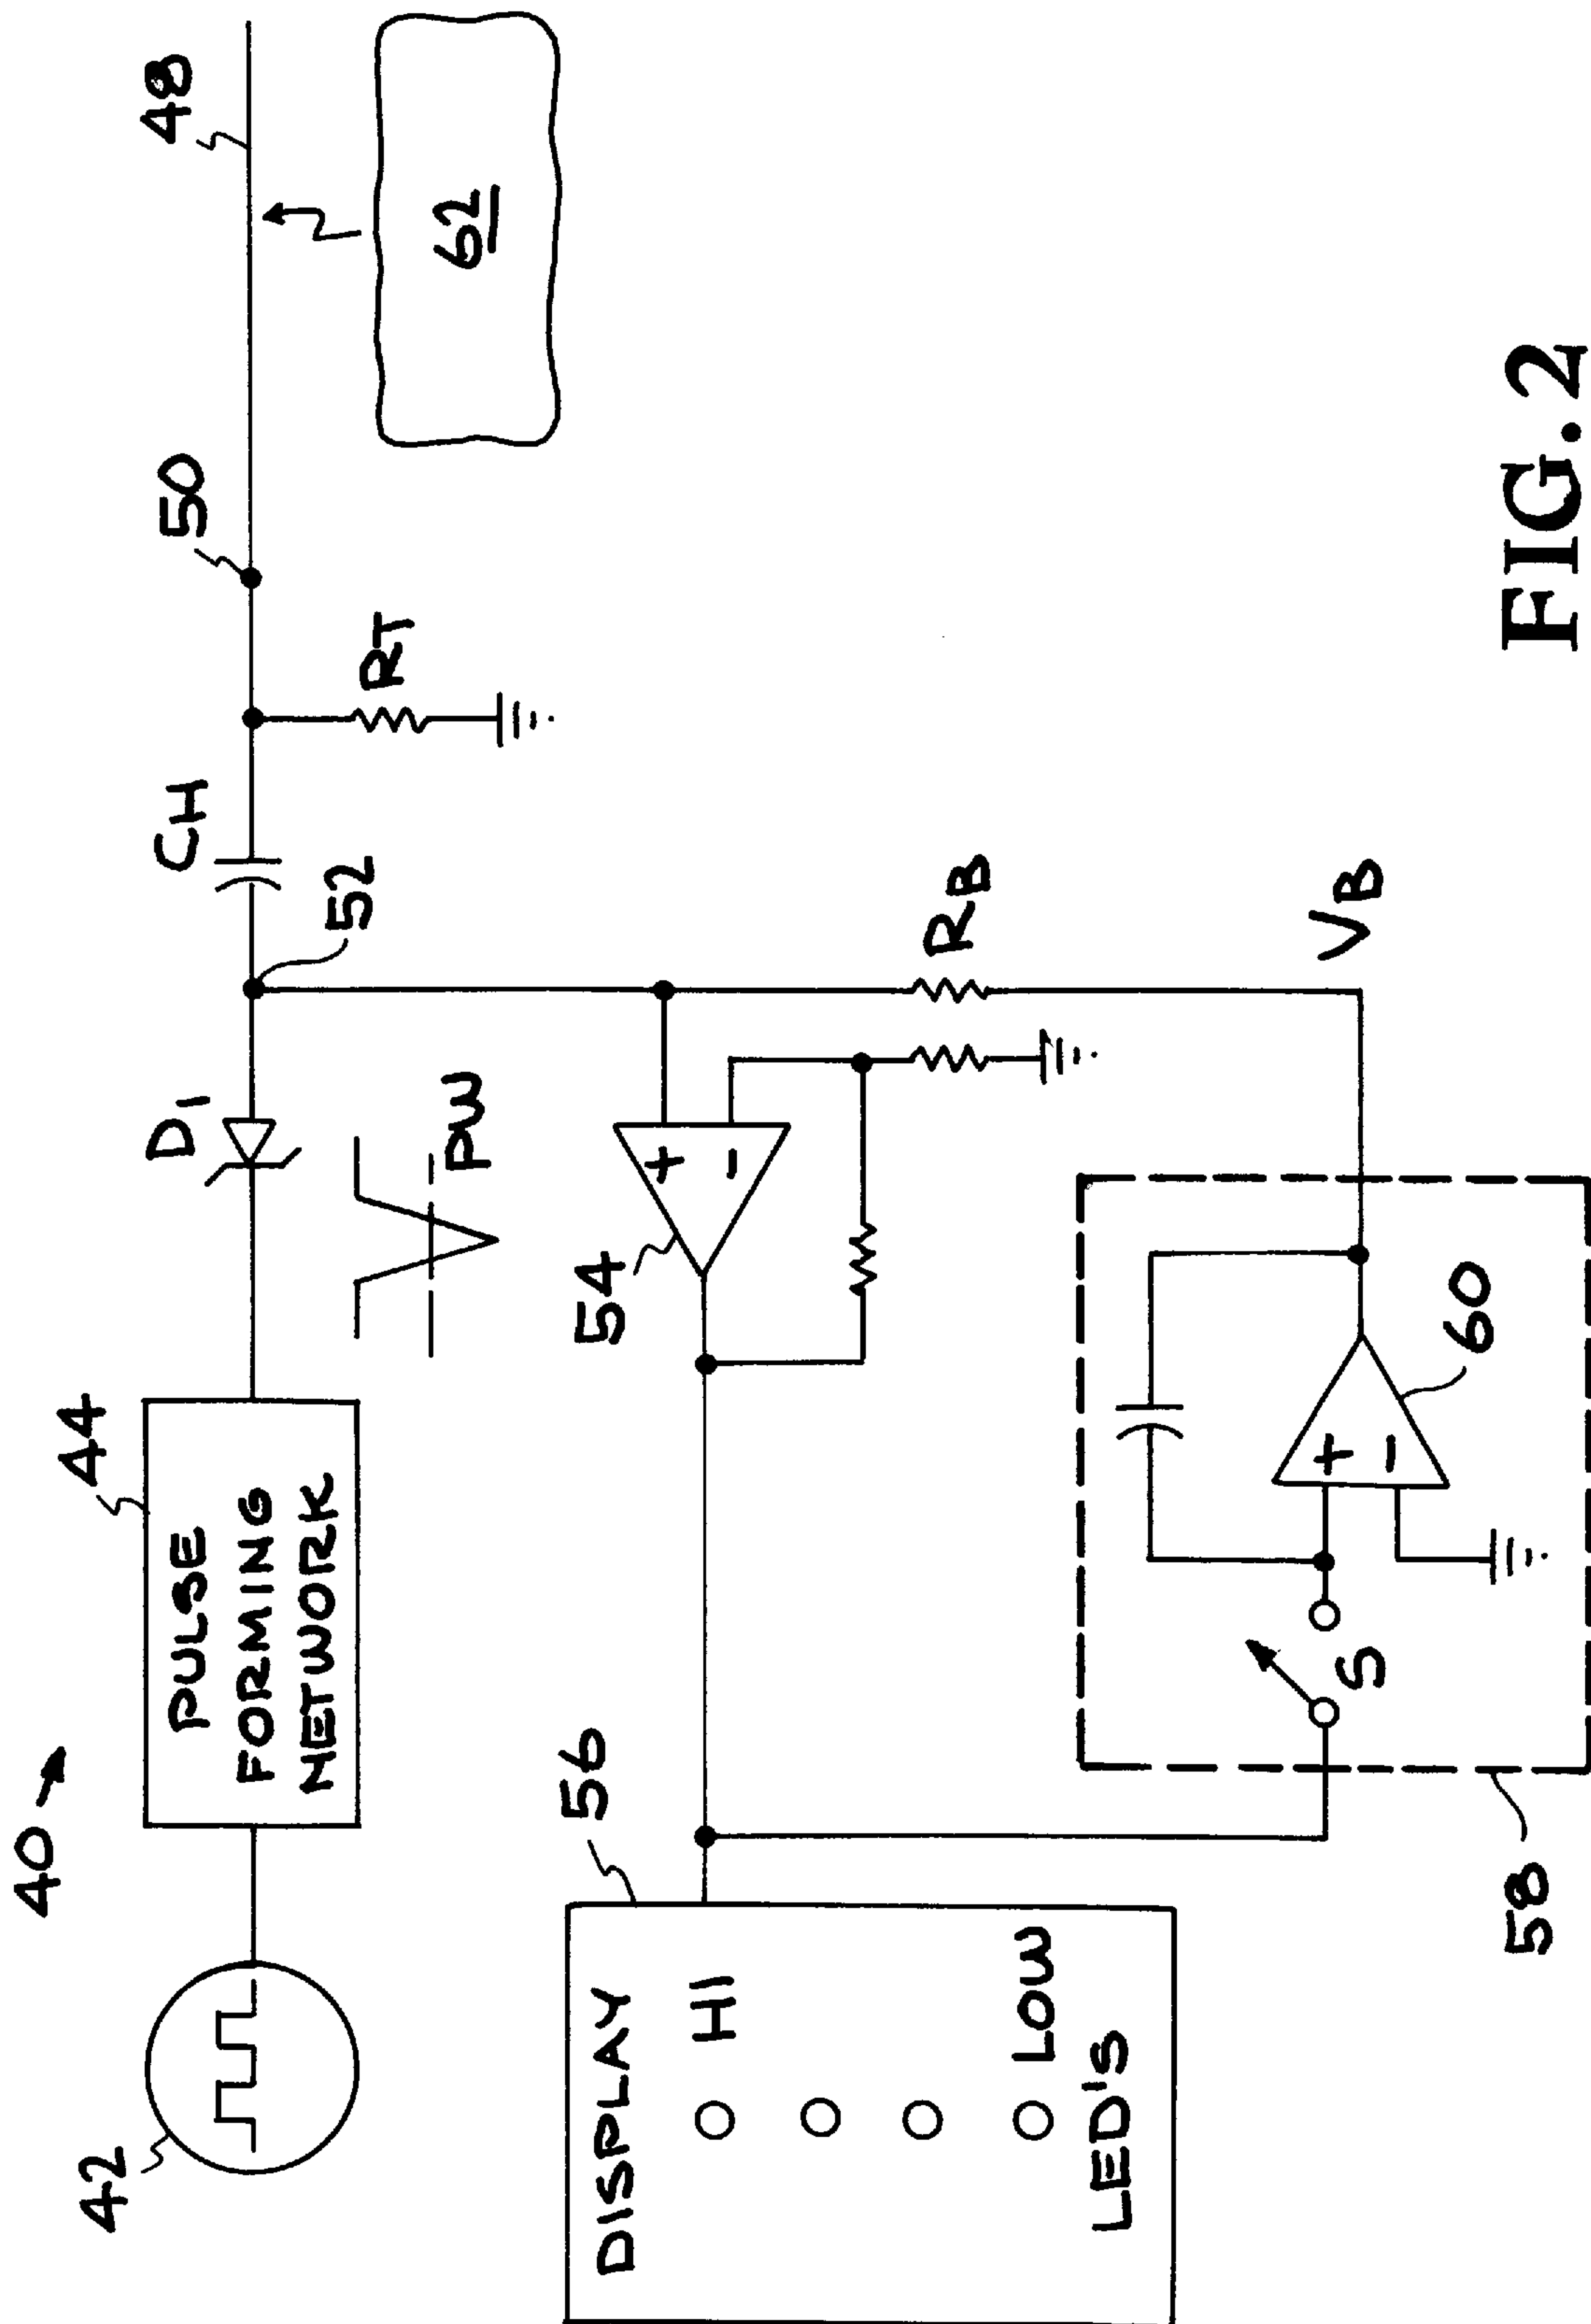 40
42
44
PULSE
FORMING
NETWORK
D1
PW
52
CH
RT
50
48
62
54
RB
VB
56
DISPLAY
HI
LOW
LED'S
58
S
+
-
60
+
-
FIG. 2